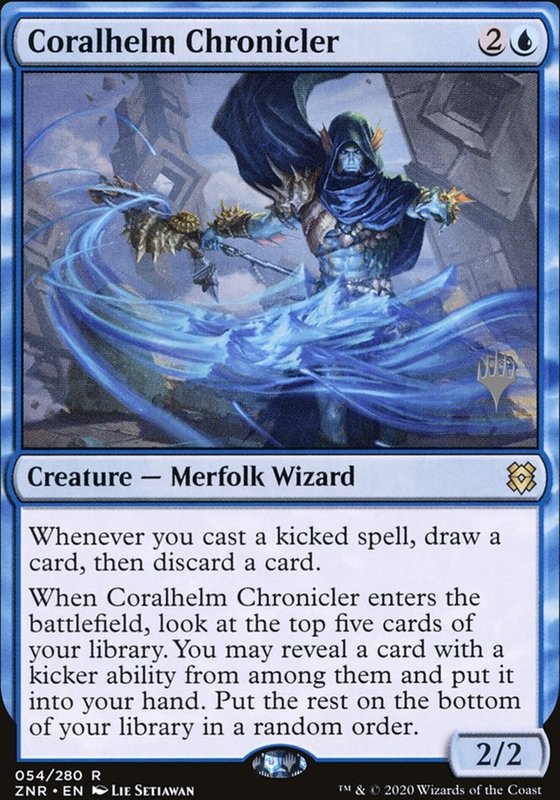 Coralhelm Chronicler 2
Creature — Merfolk Wizard
Whenever you cast a kicked spell, draw a
card, then discard a card.
When Coralhelm Chronicler enters the
battlefield, look at the top five cards of
your library. You may reveal a card with a
kicker ability from among them and put it
into your hand. Put the rest on the bottom
of your library in a random order.
2/2
054/280 R
ZNR • EN Lie Setiawan
™ & © 2020 Wizards of the Coast